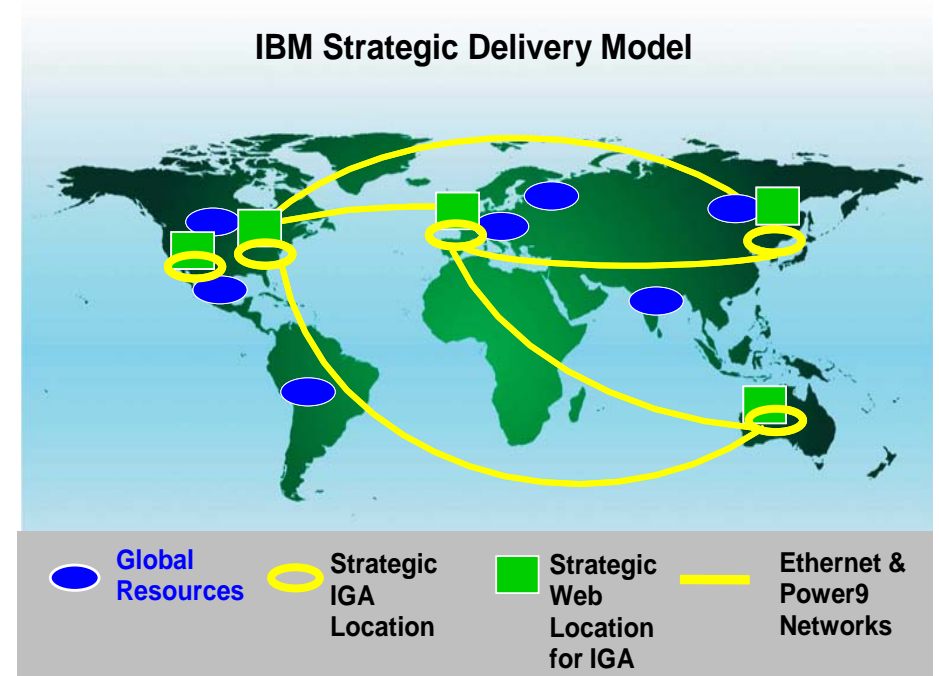 IBM Strategic Delivery Model
Global
Resources
Strategic
IGA
Location
Strategic
Web
Location
for IGA
Ethernet &
Power9
Networks